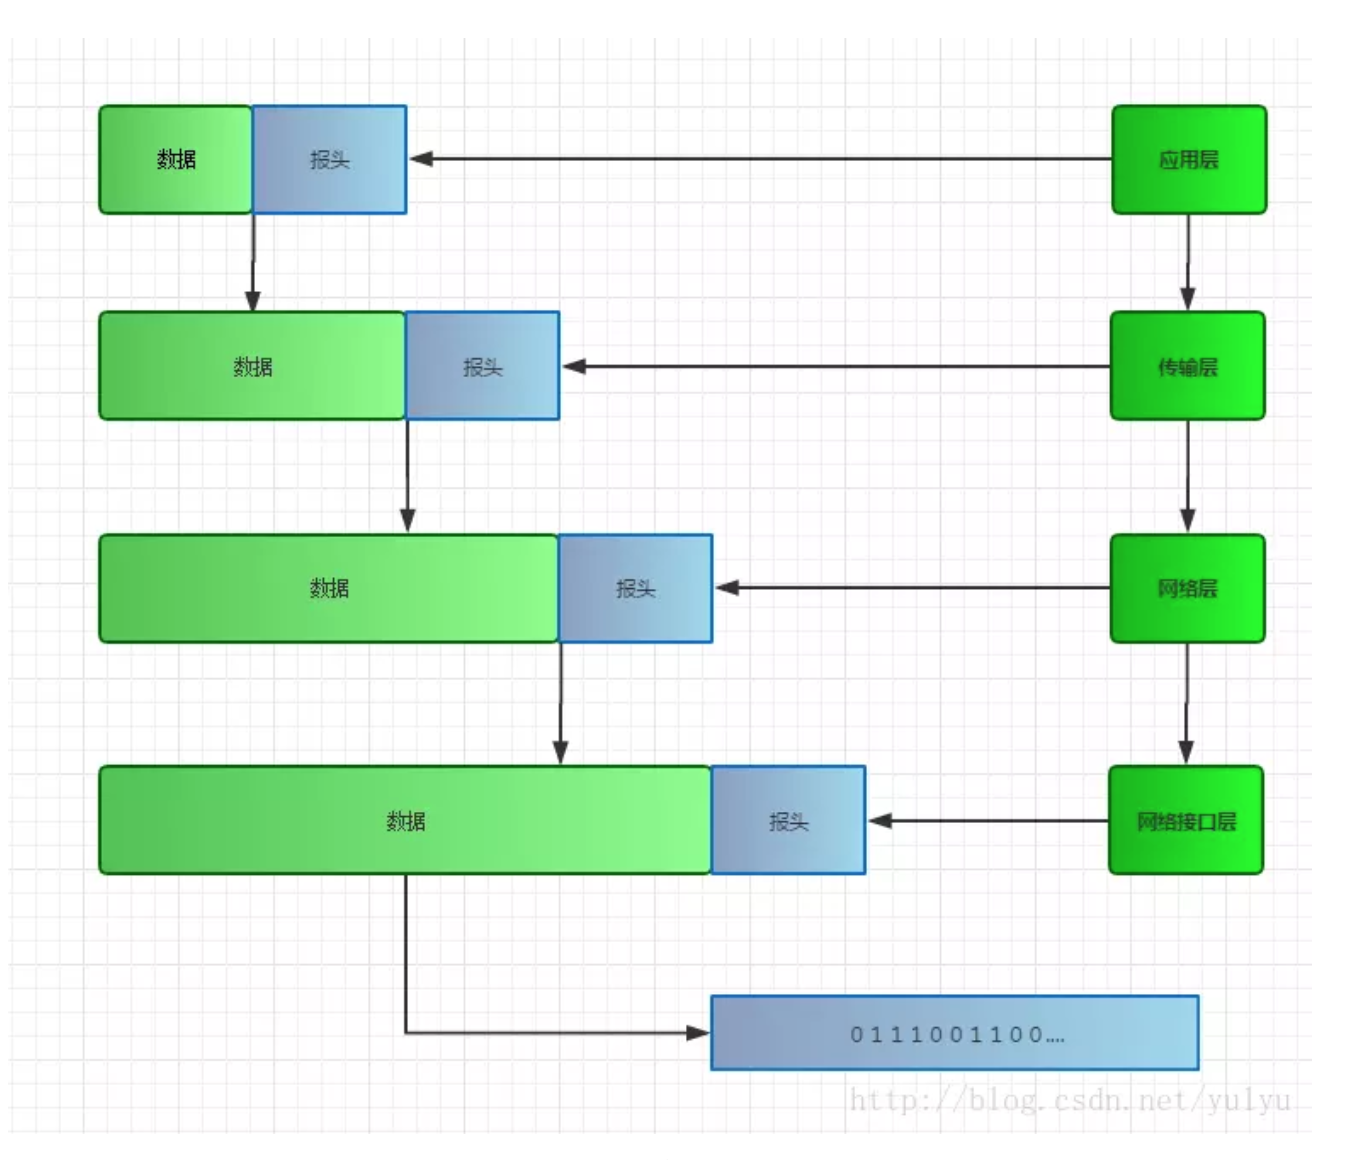 数据
报头
应用层
数据
报头
传输层
数据
报头
网络层
数据
报头
网络接口层
0111001100....
http://blog.csdn.net/yulyu